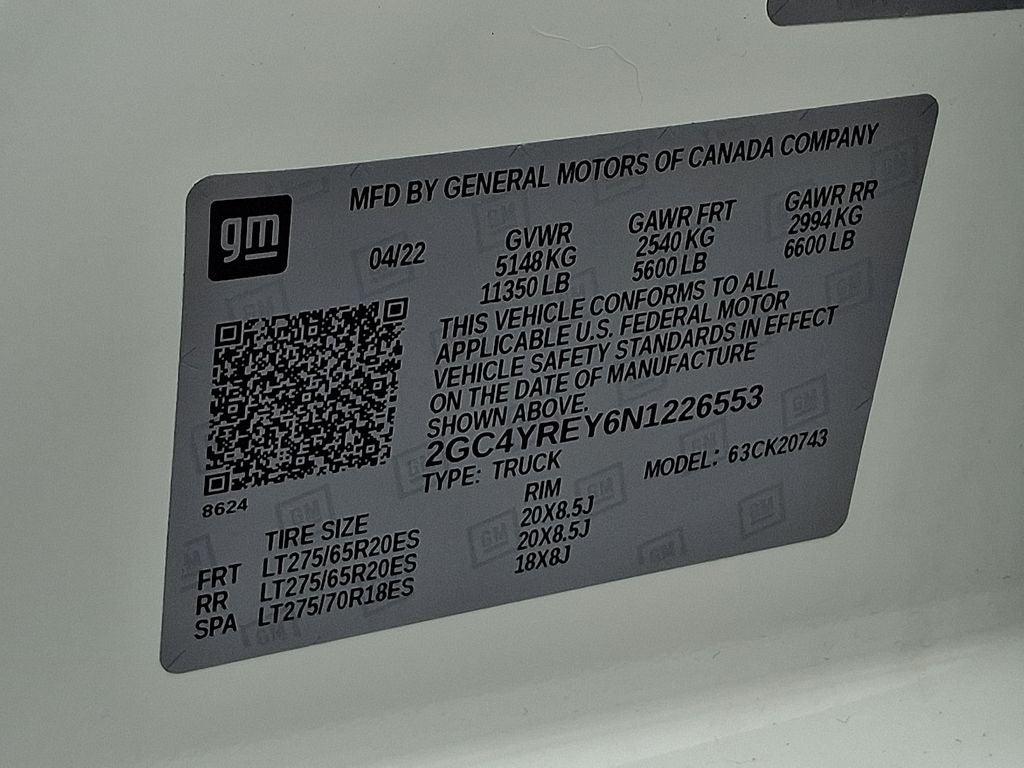 MFD BY GENERAL MOTORS OF CANADA COMPANY
gm
04/22
GVWR
5148 KG
11350 LB
GAWR FRT
2540 KG
5600 LB
GAWR RR
2994 KG
6600 LB
THIS VEHICLE CONFORMS TO ALL
APPLICABLE U.S. FEDERAL MOTOR
VEHICLE SAFETY STANDARDS IN EFFECT
ON THE DATE OF MANUFACTURE
SHOWN ABOVE.
2GC4YREY6N1226553
TYPE: TRUCK
MODEL: 63CK20743
8624
TIRE SIZE
RIM
FRT LT275/65R20ES 20X8.5J
RR LT275/65R20ES 20X8.5J
SPA LT275/70R18ES 18X8J